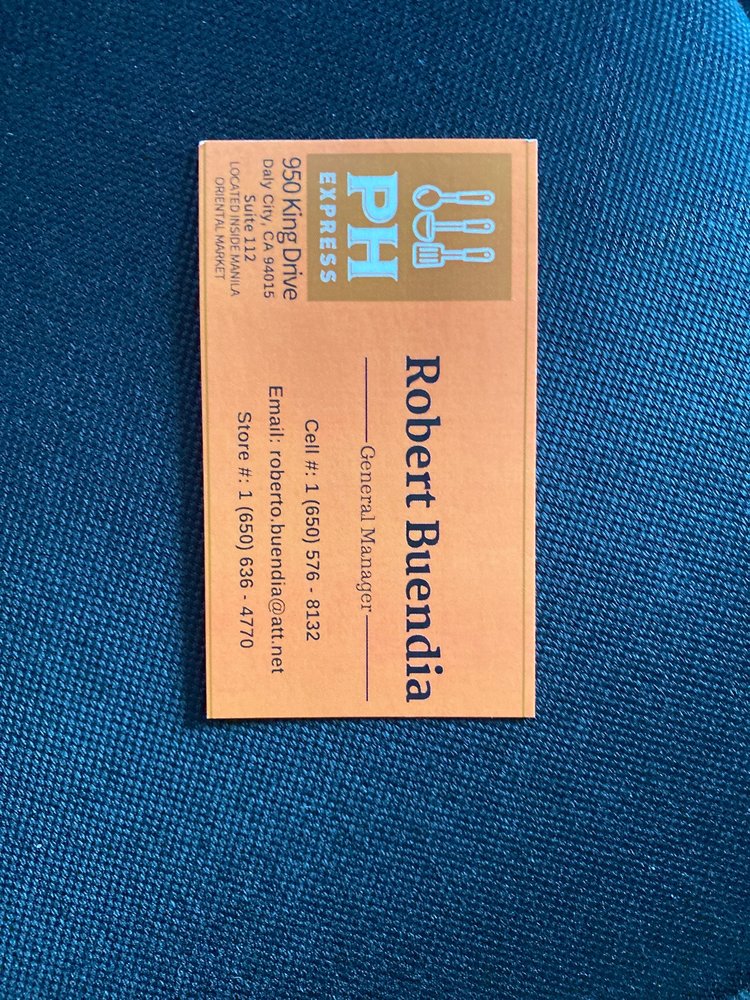 PH
EXPRESS
950 King Drive
Daly City, CA 94015
Suite 112
LOCATED INSIDE MANILA
ORIENTAL MARKET
Robert Buendia
General Manager
Cell #: 1 (650) 576 - 8132
Email: roberto.buendia@att.net
Store #: 1 (650) 636 - 4770